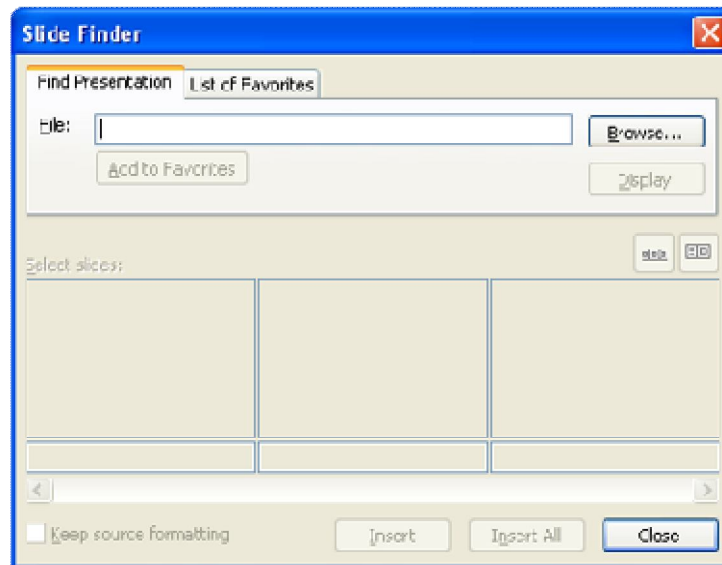 Slide Finder
Find Presentation
List of Favorites
File:
Browse...
Add to Favorites
Display
Select slides:
Keep source formatting
Insert
Insert All
Close